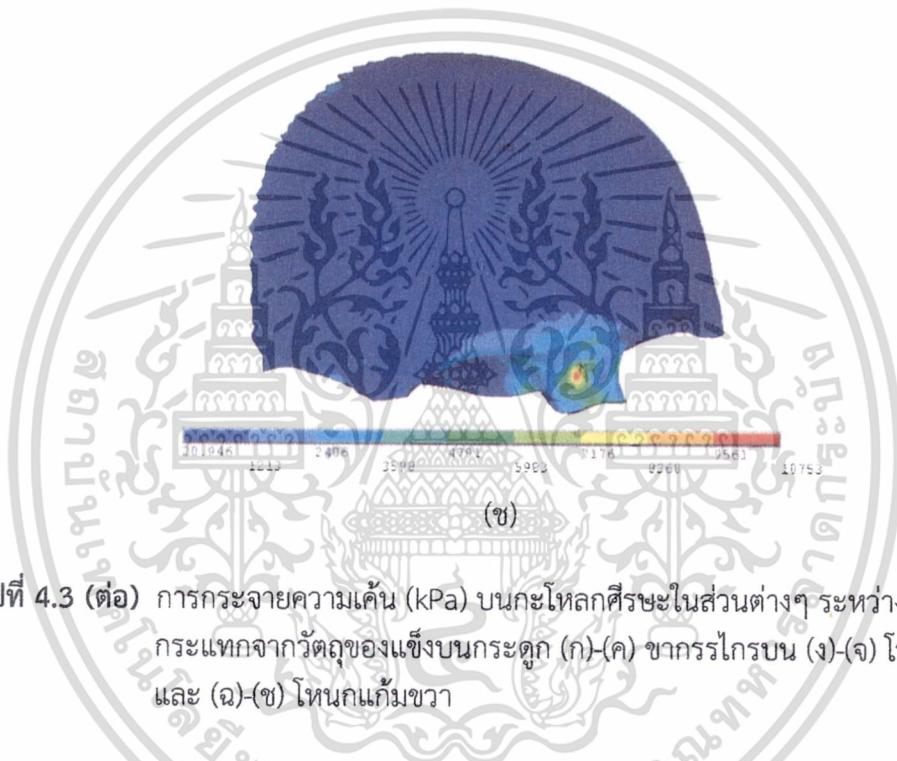 2406 4791 7176 9561
1213 3598 5983 8368 10753
(ช)
ปที่ 4.3 (ต่อ) การกระจายความเค้น (kPa) บนกะโหลกศีรษะในส่วนต่างๆ ระหว่าง
กระแทกจากวัตถุของแข็งบนกระดูก (ก)-(ค) ขากรรไกรบน (ง)-(จ) โ
และ (ฉ)-(ช) โหนกแก้มขวา